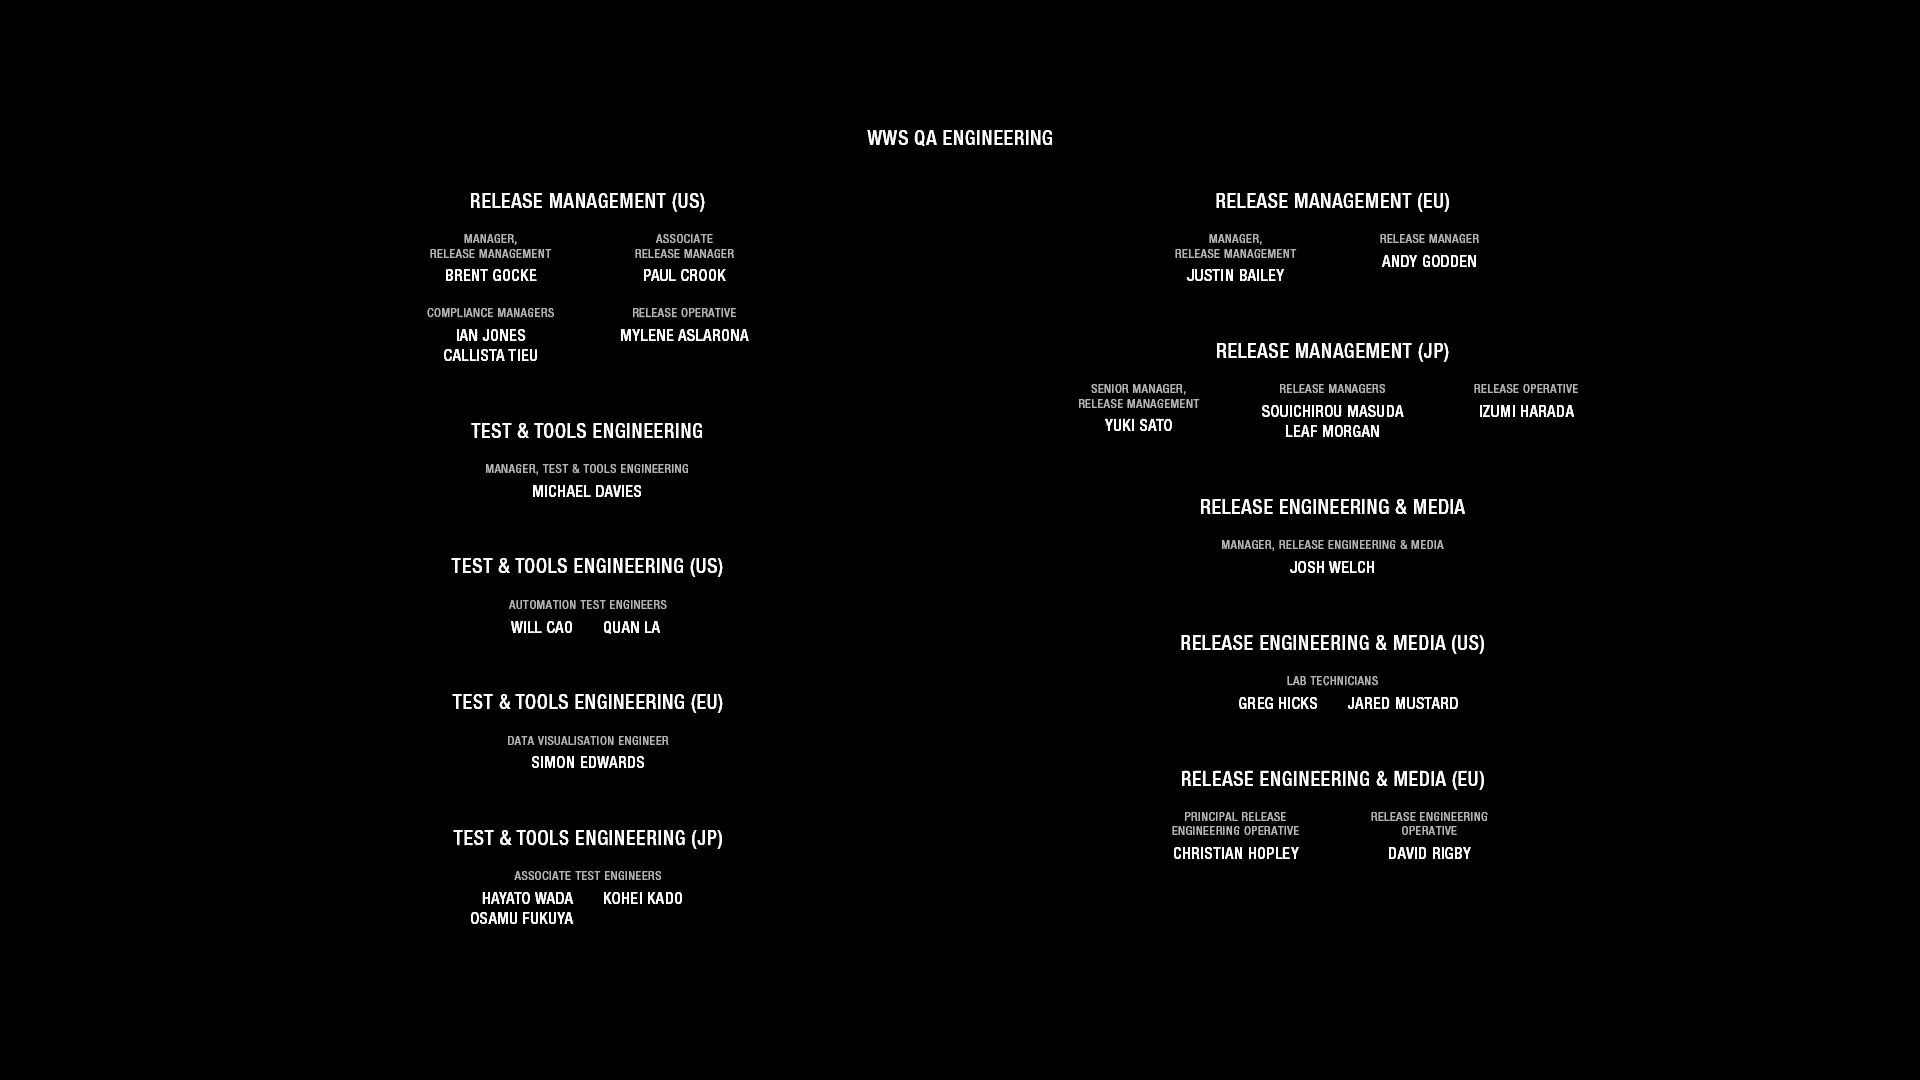 WWS QA ENGINEERING
RELEASE MANAGEMENT (US)
MANAGER,
RELEASE MANAGEMENT
BRENT GOCKE
ASSOCIATE
RELEASE MANAGER
PAUL CROOK
COMPLIANCE MANAGERS
IAN JONES
CALLISTA TIEU
RELEASE OPERATIVE
MYLENE ASLARONA
TEST & TOOLS ENGINEERING
MANAGER, TEST & TOOLS ENGINEERING
MICHAEL DAVIES
TEST & TOOLS ENGINEERING (US)
AUTOMATION TEST ENGINEERS
WILL CAO QUAN LA
TEST & TOOLS ENGINEERING (EU)
DATA VISUALISATION ENGINEER
SIMON EDWARDS
TEST & TOOLS ENGINEERING (JP)
ASSOCIATE TEST ENGINEERS
HAYATO WADA KOHEI KADO
OSAMU FUKUYA
RELEASE MANAGEMENT (EU)
MANAGER,
RELEASE MANAGEMENT
JUSTIN BAILEY
RELEASE MANAGER
ANDY GODDEN
RELEASE MANAGEMENT (JP)
SENIOR MANAGER,
RELEASE MANAGEMENT
YUKI SATO
RELEASE MANAGERS
SOUICHIROU MASUDA
LEAF MORGAN
RELEASE OPERATIVE
IZUMI HARADA
RELEASE ENGINEERING & MEDIA
MANAGER, RELEASE ENGINEERING & MEDIA
JOSH WELCH
RELEASE ENGINEERING & MEDIA (US)
LAB TECHNICIANS
GREG HICKS JARED MUSTARD
RELEASE ENGINEERING & MEDIA (EU)
PRINCIPAL RELEASE
ENGINEERING OPERATIVE
CHRISTIAN HOPLEY
RELEASE ENGINEERING
OPERATIVE
DAVID RIGBY